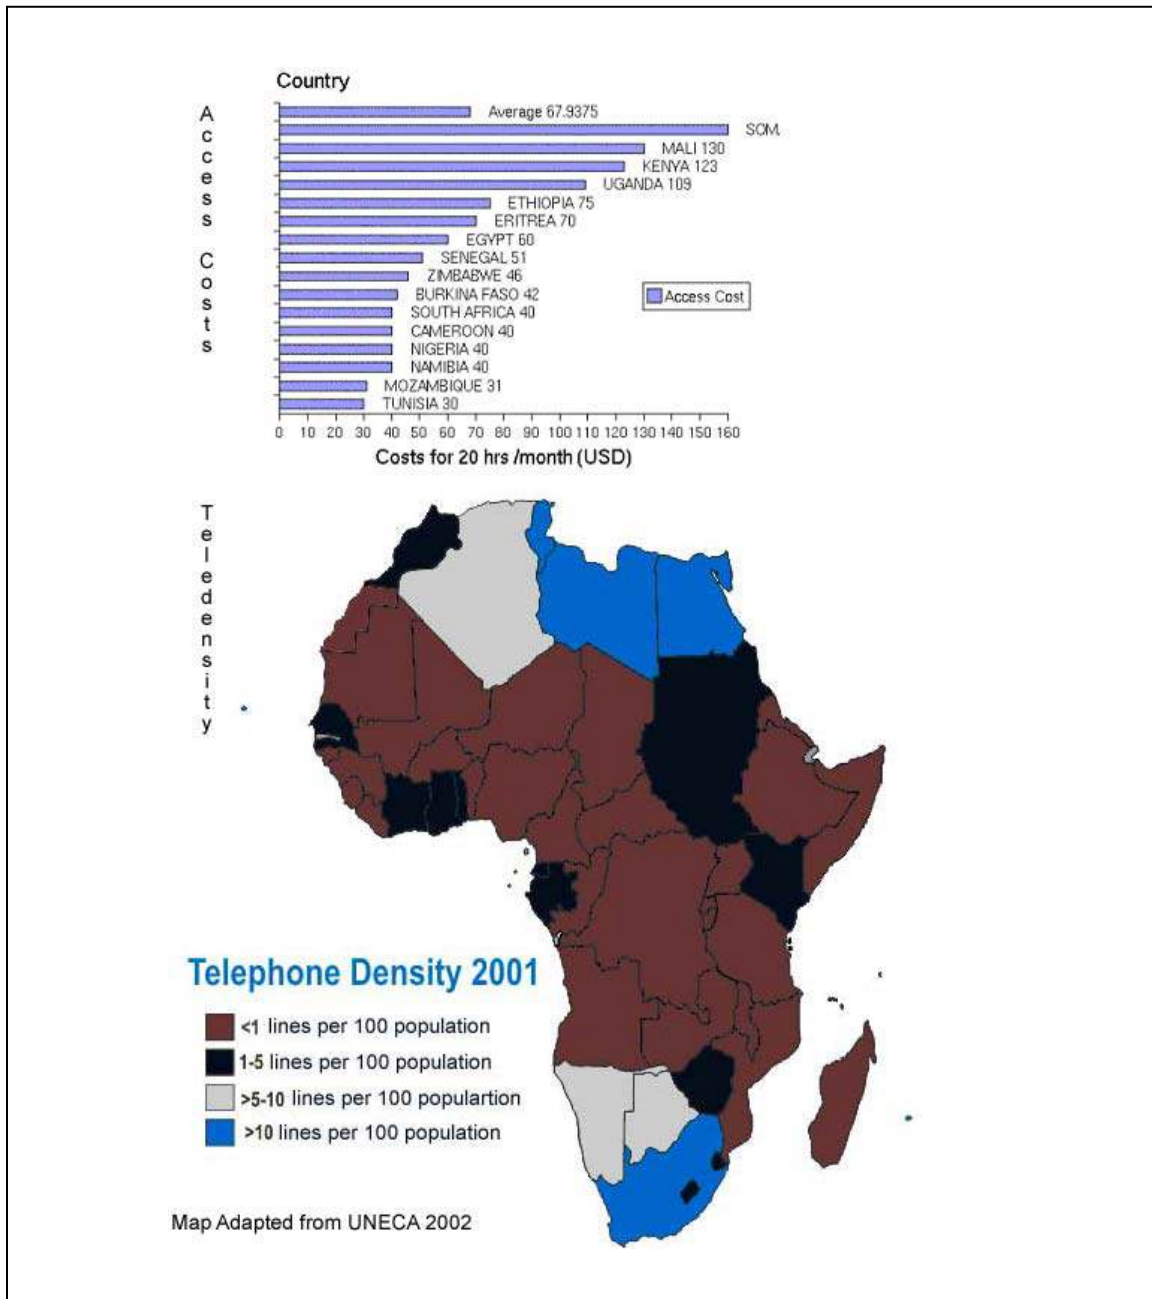 Country
Access Costs
Average 67.9375
SOM.
MALI 130
KENYA 123
UGANDA 109
ETHIOPIA 75
ERITREA 70
EGYPT 60
SENEGAL 51
ZIMBABWE 46
BURKINA FASO 42
SOUTH AFRICA 40
CAMEROON 40
NIGERIA 40
NAMIBIA 40
MOZAMBIQUE 31
TUNISIA 30
Access Cost
0 10 20 30 40 50 60 70 80 90 100 110 120 130 140 150 160
Costs for 20 hrs /month (USD)
Teledensity
Telephone Density 2001
<1 lines per 100 population
1-5 lines per 100 population
>5-10 lines per 100 populartion
>10 lines per 100 population
Map Adapted from UNECA 2002